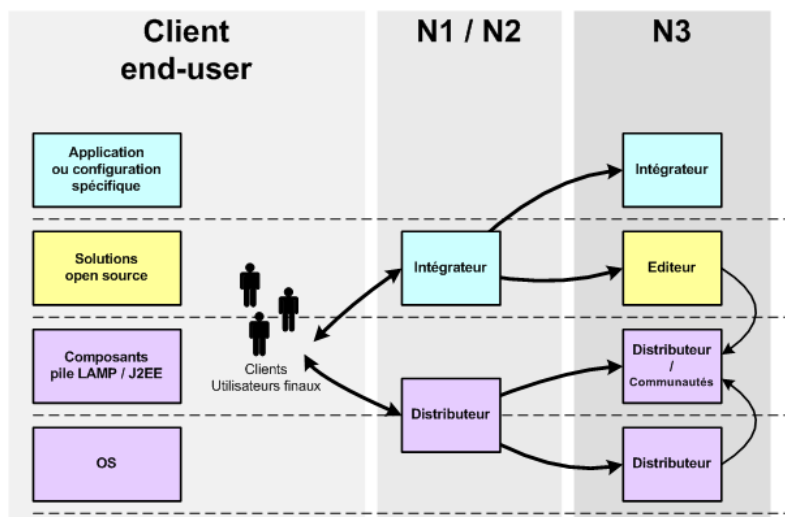 Client
end-user
N1 / N2
N3
Application
ou configuration
spécifique
Intégrateur
Solutions
open source
Intégrateur
Editeur
Composants
pile LAMP / J2EE
Clients
Utilisateurs finaux
Distributeur
/
Communautés
Distributeur
OS
Distributeur